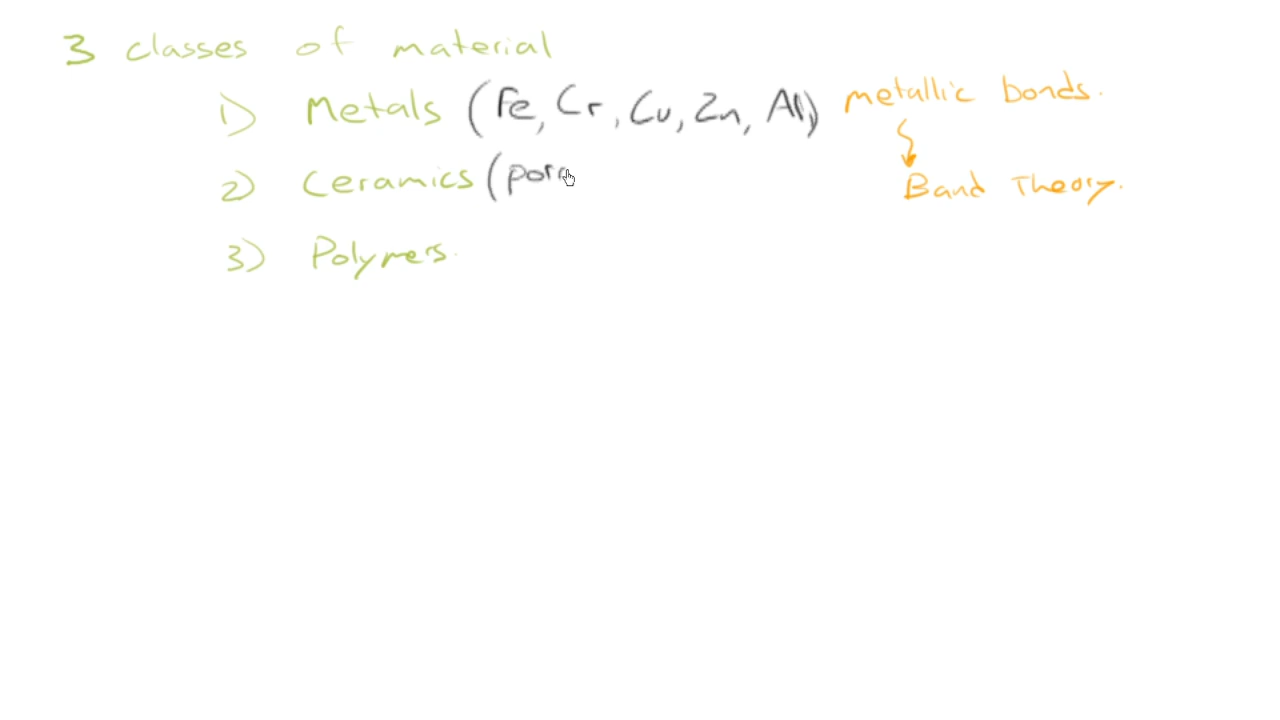 3 classes of material
1) Metals (Fe, Cr, Cu, Zn, Al) metallic bonds.
2) Ceramics (porc
Band Theory.
3) Polymers.